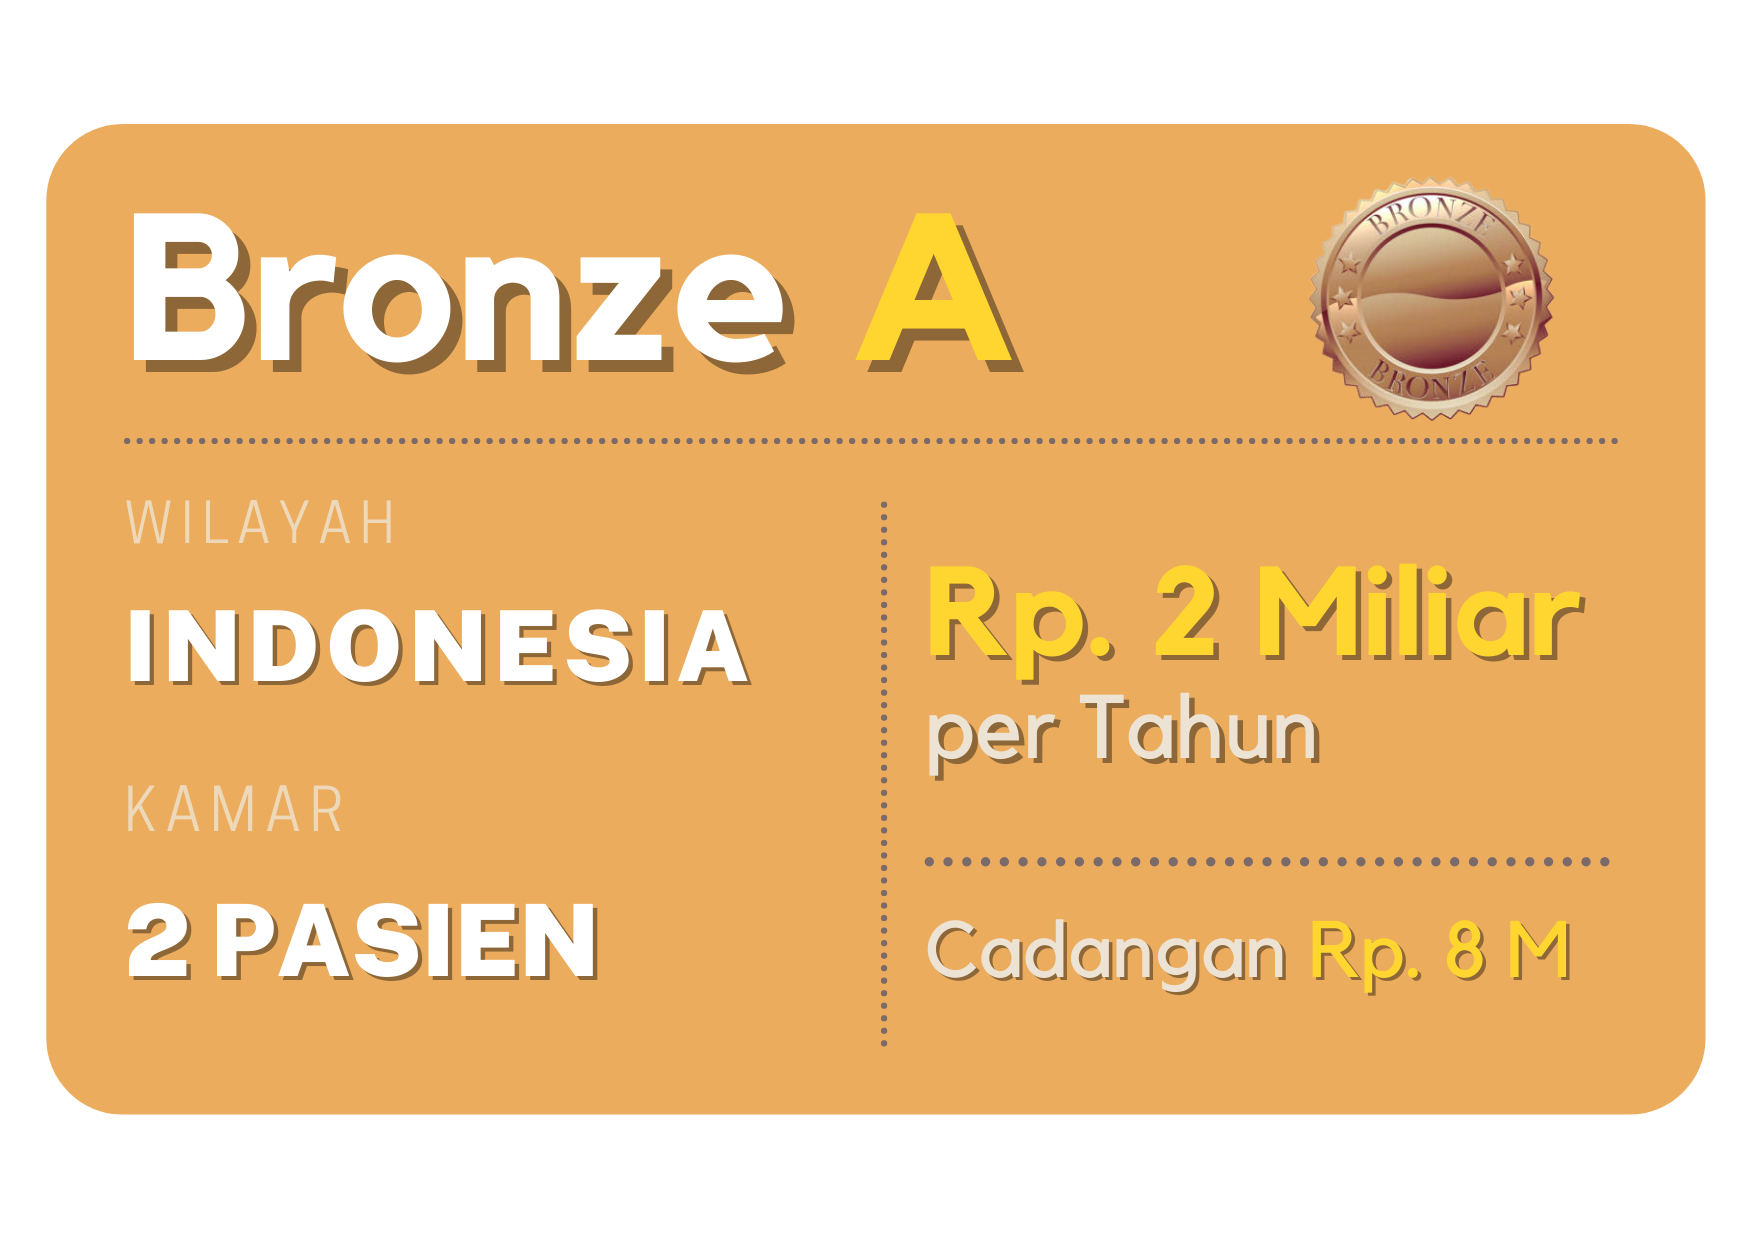 Bronze A
BRONZE
BRONZE
WILAYAH
INDONESIA
KAMAR
2 PASIEN
Rp. 2 Miliar
per Tahun
Cadangan Rp. 8 M